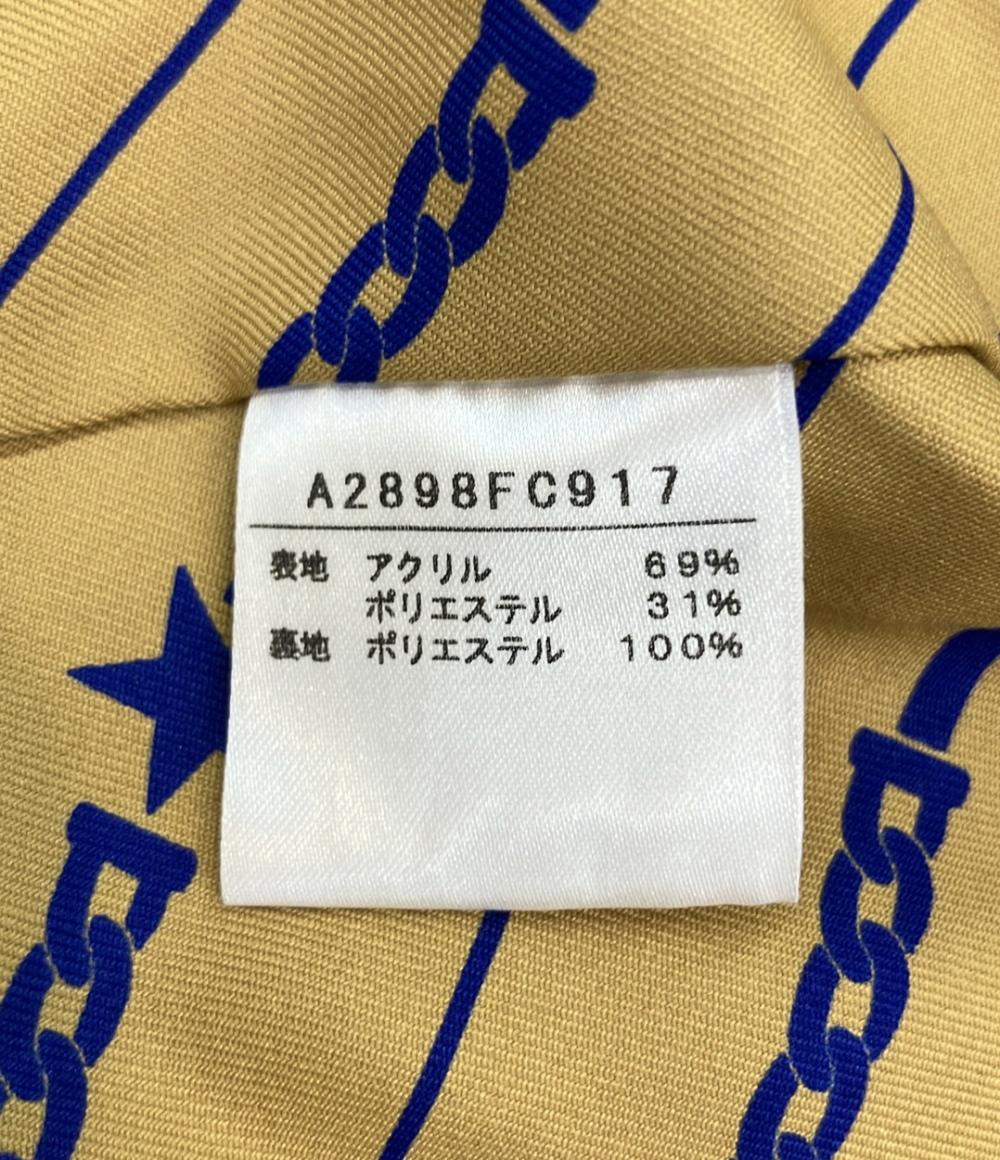 A2898FC917
表地 アクリル 69%
ポリエステル 31%
裏地 ポリエステル 100%